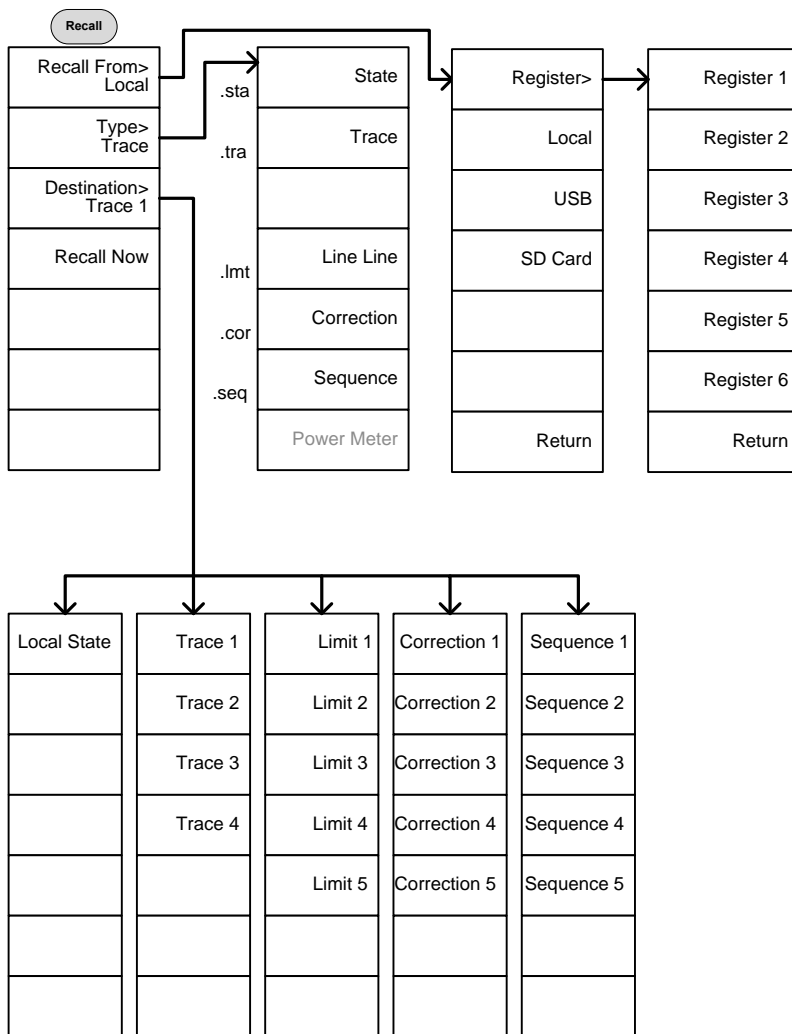 Recall
Recall From>
Local
Type>
Trace
Destination>
Trace 1
Recall Now
.sta
.tra
.lmt
.cor
.seq
State
Trace
Line Line
Correction
Sequence
Power Meter
Register>
Local
USB
SD Card
Return
Register 1
Register 2
Register 3
Register 4
Register 5
Register 6
Return
Local State
Trace 1
Trace 2
Trace 3
Trace 4
Limit 1
Limit 2
Limit 3
Limit 4
Limit 5
Correction 1
Correction 2
Correction 3
Correction 4
Correction 5
Sequence 1
Sequence 2
Sequence 3
Sequence 4
Sequence 5